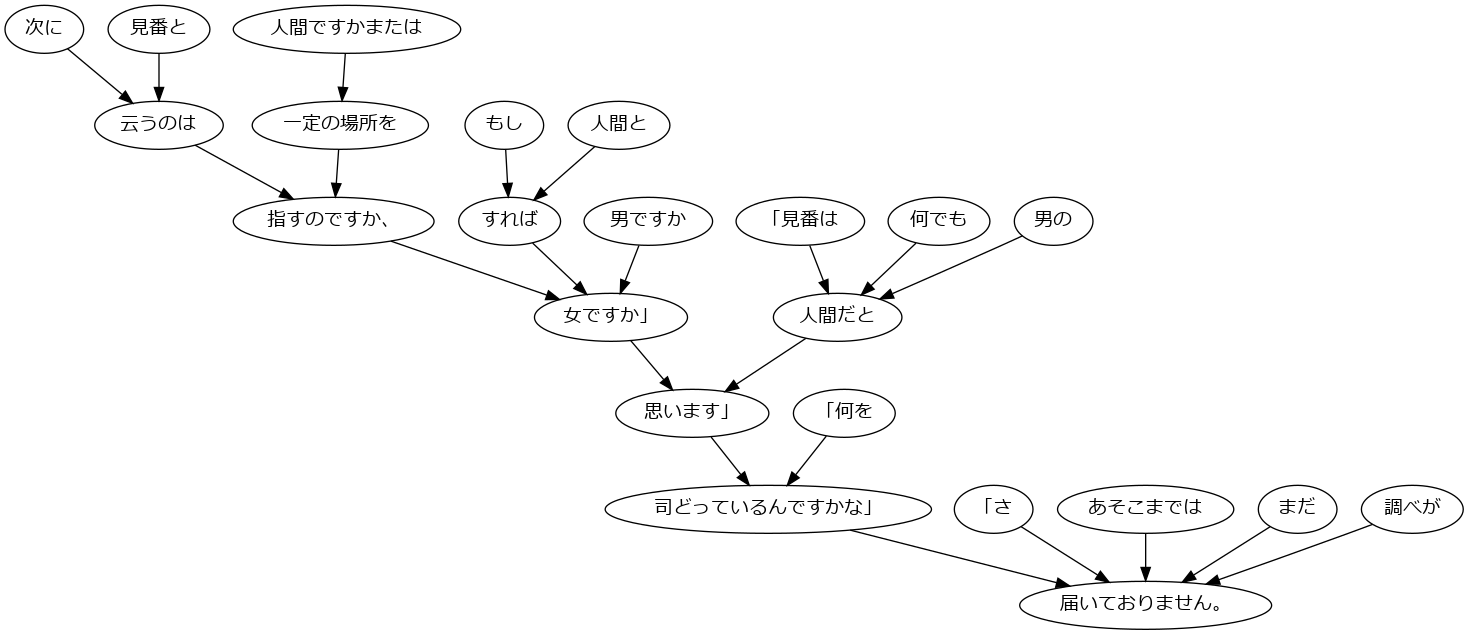 次に
見番と
人間ですかまたは
云うのは
一定の場所を
もし
人間と
指すのですか、
すれば
男ですか
「見番は
何でも
男の
女ですか」
人間だと
思います」
「何を
司どっているんですかな」
「さ
あそこまでは
まだ
調べが
届いておりません。